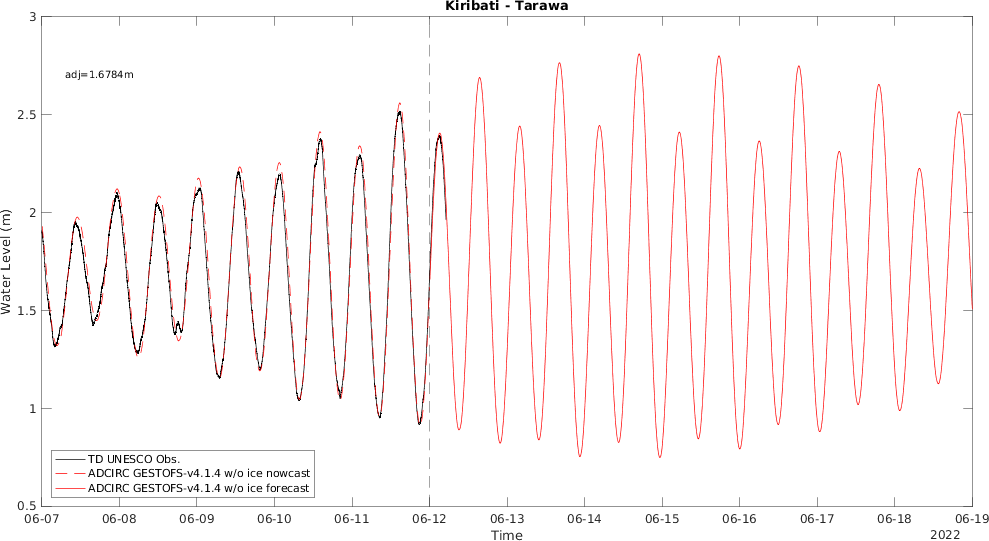 Kiribati - Tarawa
3
adj=1.6784m
2.5
2
Water Level (m)
1.5
1
TD UNESCO Obs.
ADCIRC GESTOFS-v4.1.4 w/o ice nowcast
ADCIRC GESTOFS-v4.1.4 w/o ice forecast
0.5
06-07 06-08 06-09 06-10 06-11 06-12 06-13 06-14 06-15 06-16 06-17 06-18 06-19
Time
2022